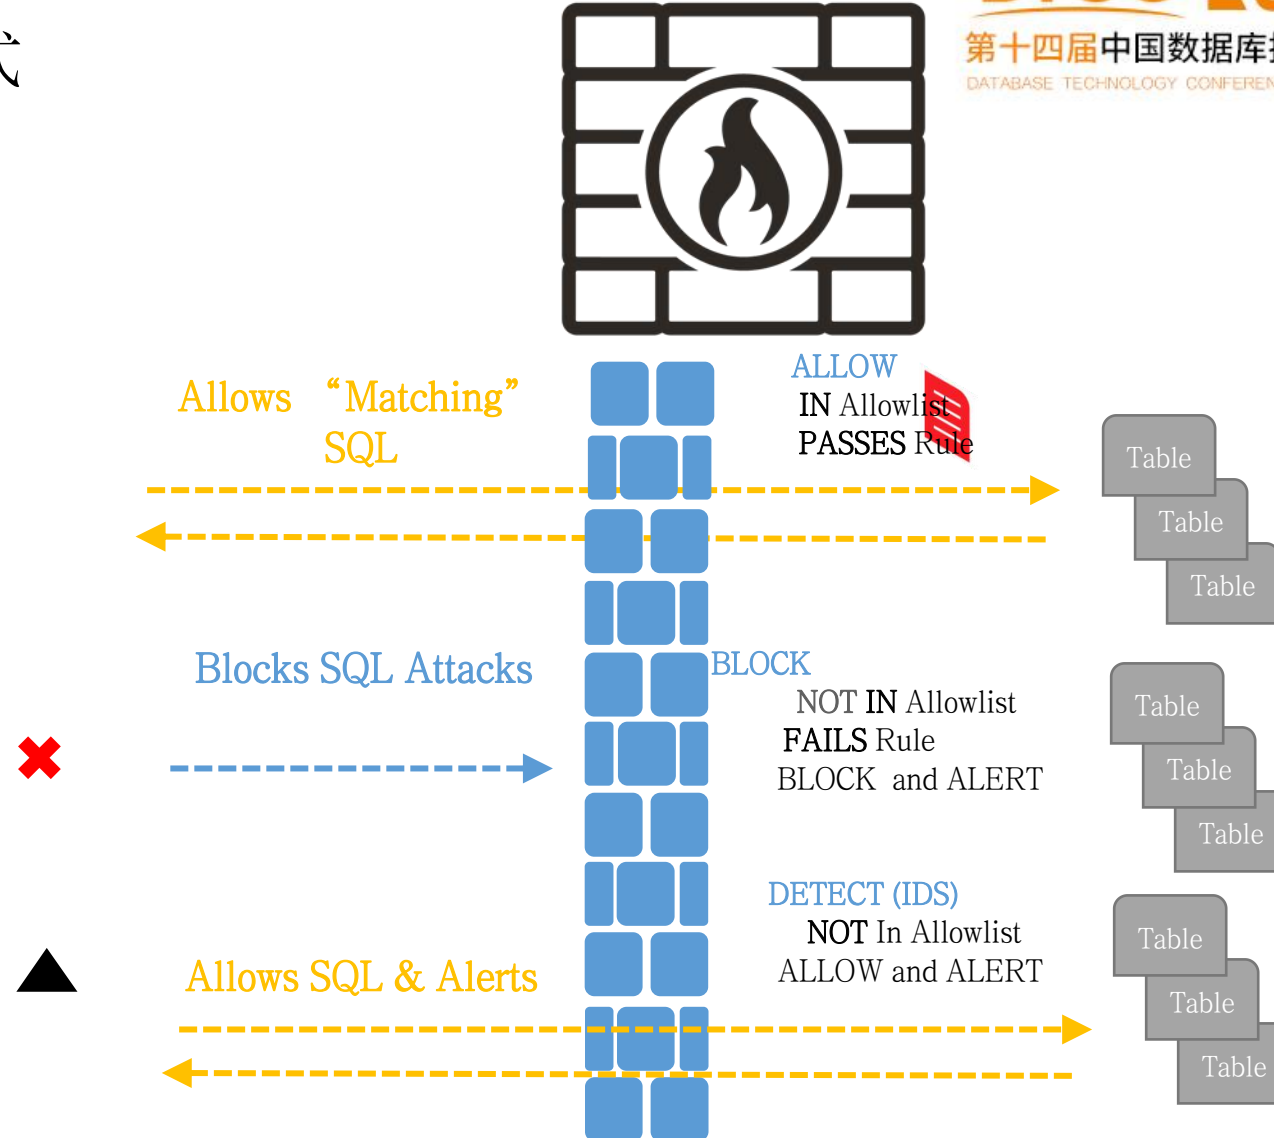 式
第十四届中国数据库
DATABASE TECHNOLOGY
ALLOW
IN Allowlist
PASSES Rule
Allows “Matching”
SQL
Table
Table
Table
Blocks SQL Attacks
BLOCK
NOT IN Allowlist
FAILS Rule
BLOCK and ALERT
Table
Table
Table
DETECT (IDS)
NOT In Allowlist
ALLOW and ALERT
Allows SQL & Alerts
Table
Table
Table